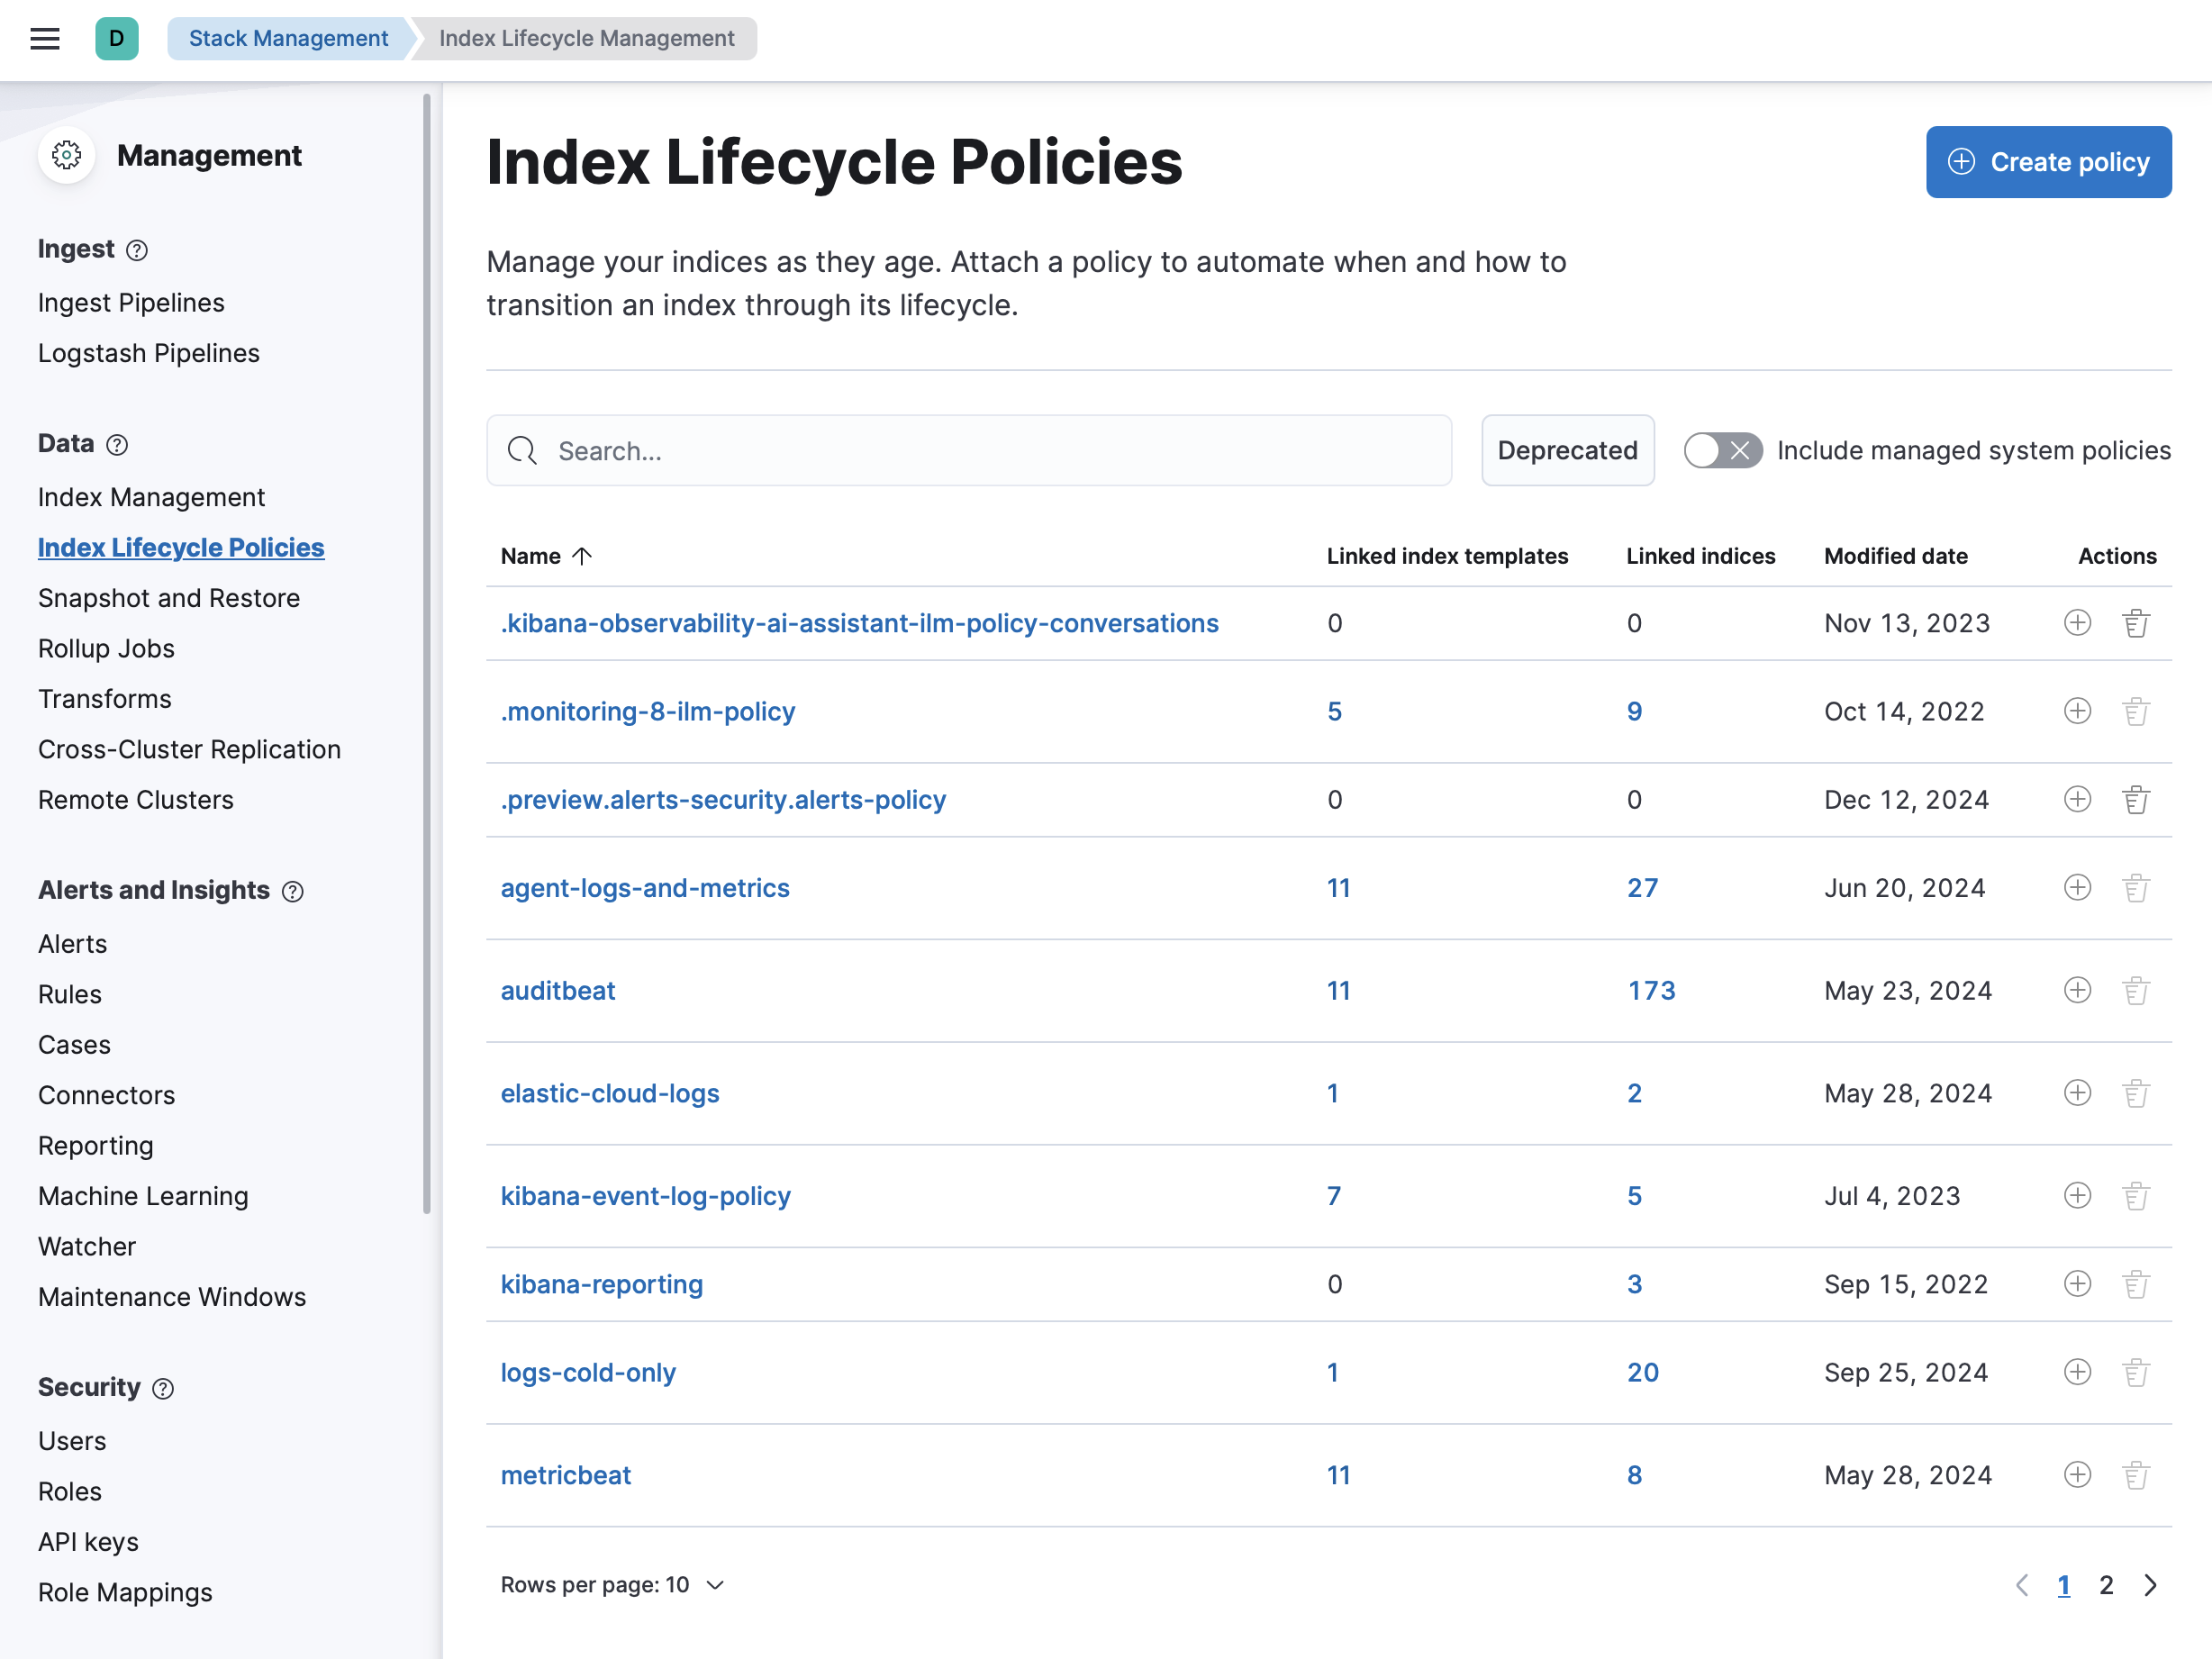 D Stack Management Index Lifecycle Management
Management
Ingest
Ingest Pipelines
Logstash Pipelines
Data
Index Management
Index Lifecycle Policies
Snapshot and Restore
Rollup Jobs
Transforms
Cross-Cluster Replication
Remote Clusters
Alerts and Insights
Alerts
Rules
Cases
Connectors
Reporting
Machine Learning
Watcher
Maintenance Windows
Security
Users
Roles
API keys
Role Mappings
Index Lifecycle Policies
Create policy
Manage your indices as they age. Attach a policy to automate when and how to
transition an index through its lifecycle.
Search... Deprecated Include managed system policies
Name Linked index templates Linked indices Modified date Actions
.kibana-observability-ai-assistant-ilm-policy-conversations 0 0 Nov 13, 2023
.monitoring-8-ilm-policy 5 9 Oct 14, 2022
.preview.alerts-security.alerts-policy 0 0 Dec 12, 2024
agent-logs-and-metrics 11 27 Jun 20, 2024
auditbeat 11 173 May 23, 2024
elastic-cloud-logs 1 2 May 28, 2024
kibana-event-log-policy 7 5 Jul 4, 2023
kibana-reporting 0 3 Sep 15, 2022
logs-cold-only 1 20 Sep 25, 2024
metricbeat 11 8 May 28, 2024
Rows per page: 10 1 2